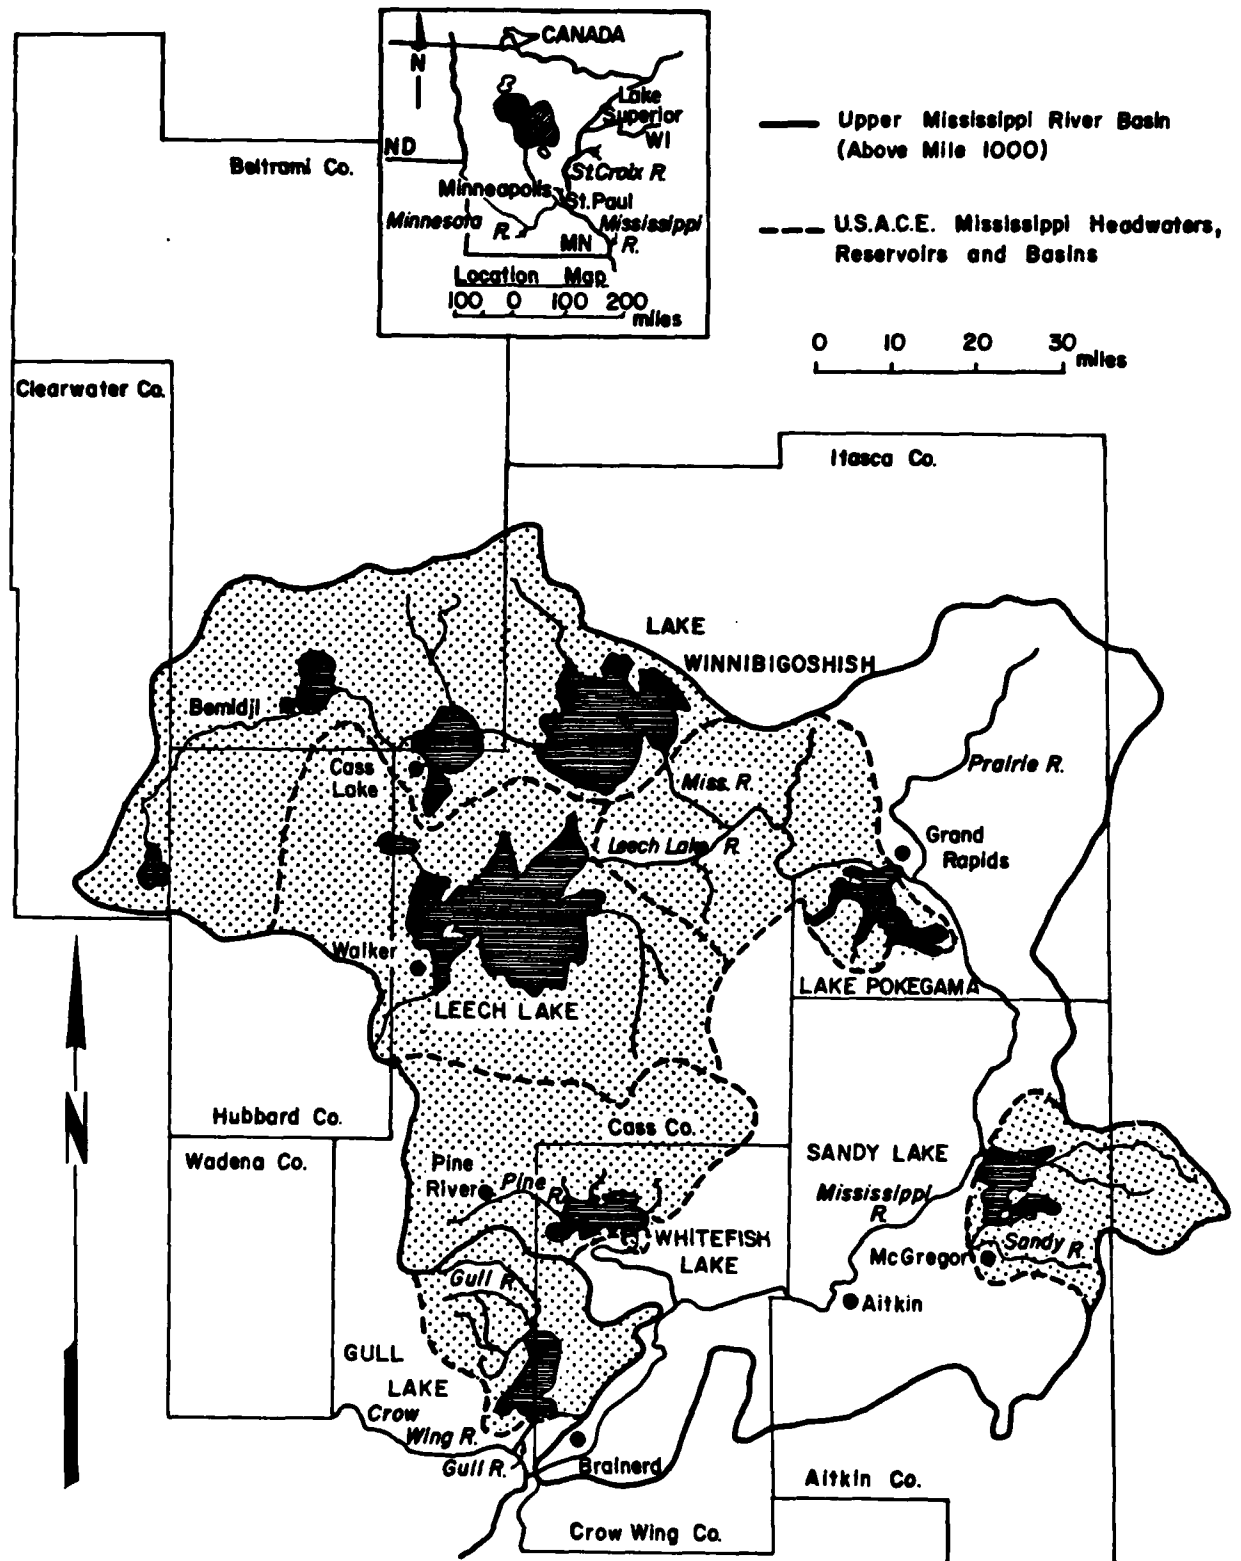 CANADA
N
Lake
Superior
WI
ND
St.Croix R.
Minneapolis
St.Paul
Minnesota
R.
Mississippi
R.
MN
Location Map
100 0 100 200
miles
Upper Mississippi River Basin
(Above Mile 1000)
U.S.A.C.E. Mississippi Headwaters,
Reservoirs and Basins
0 10 20 30
miles
Beltrami Co.
Clearwater Co.
Itasca Co.
LAKE
WINNIBIGOSHISH
Bemidji
Cass
Lake
Miss. R.
Prairie R.
Leech Lake R.
Grand
Rapids
Walker
LEECH LAKE
LAKE POKEGAMA
N
Hubbard Co.
Cass Co.
Wadena Co.
Pine
River
Pine
R.
SANDY LAKE
Mississippi
R.
WHITEFISH
LAKE
McGregor
Sandy R.
Gull R.
Aitkin
GULL
LAKE
Crow
Wing R.
Gull R.
Brainerd
Aitkin Co.
Crow Wing Co.